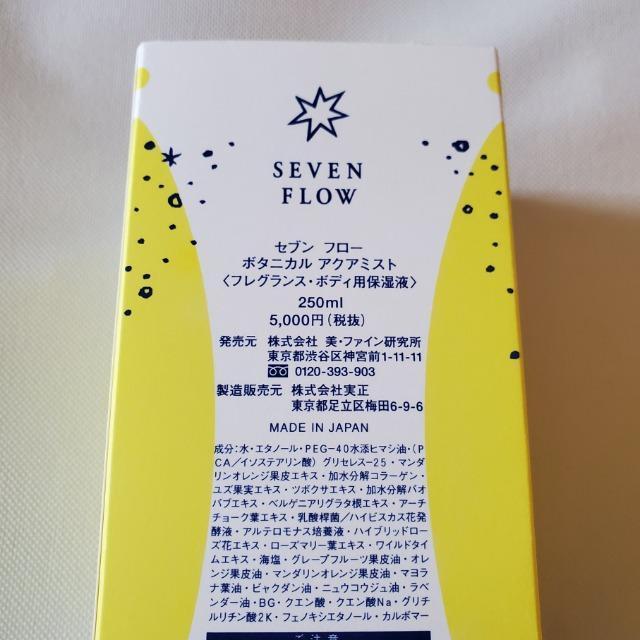 SEVEN
FLOW
セブン フロー
ボタニカル アクアミスト
〈フレグランス・ボディ用保湿液〉
250ml
5,000円(税抜)
発売元 株式会社 美・ファイン研究所
東京都渋谷区神宮前1-11-11
0120-393-903
製造販売元 株式会社実正
東京都足立区梅田6-9-6
MADE IN JAPAN
成分:水・エタノール・PEG-40水添ヒマシ油・(P
CA/イソステアリン酸)グリセレス-25・マンダ
リンオレンジ果皮エキス・加水分解コラーゲン・
ユズ果実エキス・ツボクサエキス・加水分解バオ
バブエキス・ベルゲニアリグラタ根エキス・アーチ
チョーク葉エキス・乳酸桿菌/ハイビスカス花発
酵液・アルテロモナス培養液・ハイブリッドロー
ズ花エキス・ローズマリー葉エキス・ワイルドタイ
ムエキス・海塩・グレープフルーツ果皮油・オレ
ンジ果皮油・マンダリンオレンジ果皮油・マヨラ
ナ葉油・ビャクダン油・ニュウコウジュ油・ラベ
ンダー油・BG・クエン酸・クエン酸Na・グリチ
ルリチン酸2K・フェノキシエタノール・カルボマー
ご注意